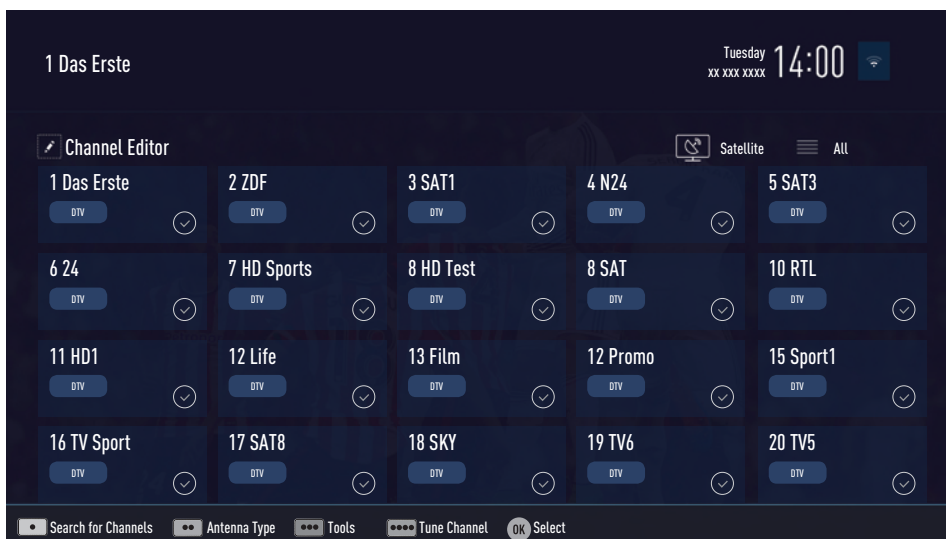 1 Das Erste
Tuesday
xx xxx xxxx
14:00
Channel Editor
Satellite
All
1 Das Erste
DTV
2 ZDF
DTV
3 SAT1
DTV
4 N24
DTV
5 SAT3
DTV
6 24
DTV
7 HD Sports
DTV
8 HD Test
DTV
8 SAT
DTV
10 RTL
DTV
11 HD1
DTV
12 Life
DTV
13 Film
DTV
12 Promo
DTV
15 Sport1
DTV
16 TV Sport
DTV
17 SAT8
DTV
18 SKY
DTV
19 TV6
DTV
20 TV5
DTV
Search for Channels
Antenna Type
Tools
Tune Channel
OK Select